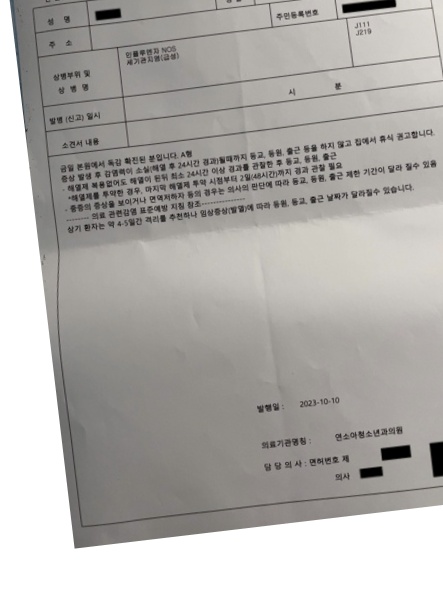 성 명
주민등록번호
주 소
상병부위 및
상 병 명
인플루엔자 NOS
세기관지염(급성)
J111
J219
발병 (신고) 일시
시 분
소견서 내용
금일 본원에서 독감 확진된 분입니다. A형
증상 발생 후 감염력이 소실(해열 후 24시간 경과)될때까지 등교, 등원, 출근 등을 하지 않고 집에서 휴식 권고합니다.
- 해열제 복용없어도 해열이 된뒤 최소 24시간 이상 경과를 관찰한 후 등교, 등원, 출근
*해열제를 투약한 경우, 마지막 해열제 투약 시점부터 2일(48시간)까지 경과 관찰 필요
- 중증의 증상을 보이거나 면역저하자 등의 경우는 의사의 판단에 따라 등교, 등원, 출근 제한 기간이 달라 질수 있음
-------- 의료 관련감염 표준예방 지침 참조---------------
상기 환자는 약 4-5일간 격리를 추천하나 임상증상(발열)에 따라 등원, 등교, 출근 날짜가 달라질수 있습니다.
발행일 : 2023-10-10
의료기관명칭 : 연소아청소년과의원
담 당 의 사 : 면허번호 제
의사